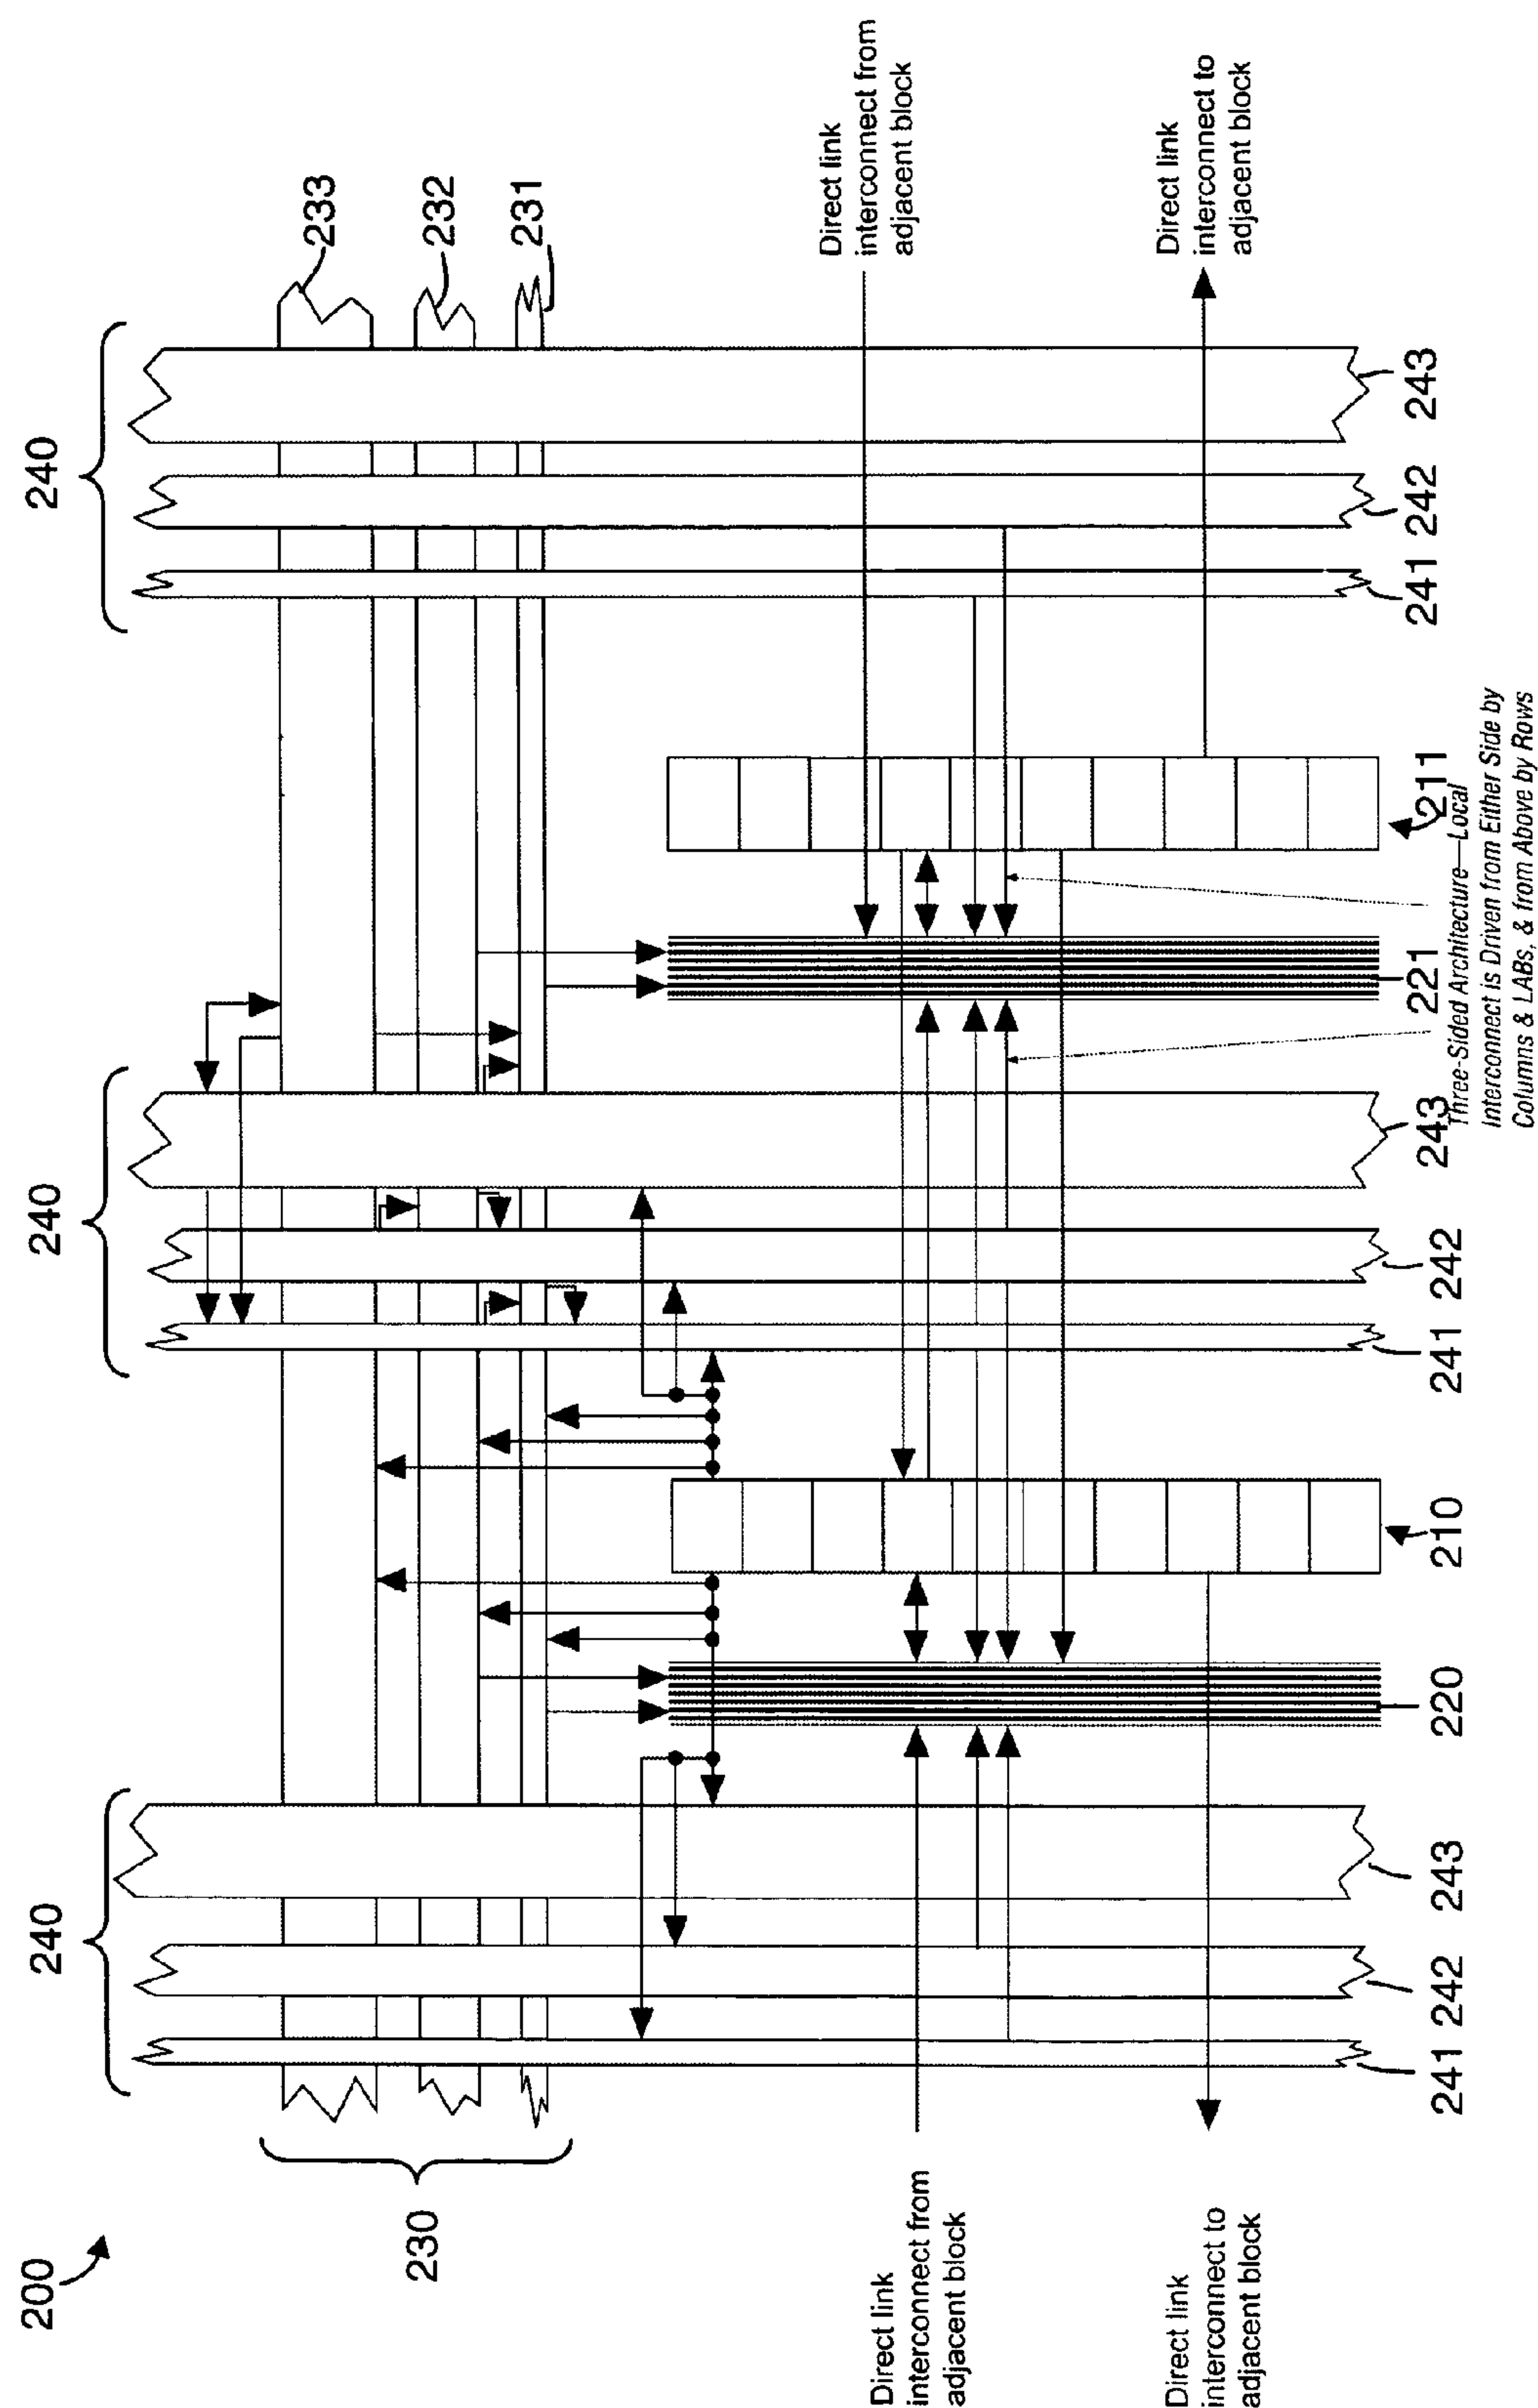 200
230
240
240
240
233
232
231
Direct link
interconnect from
adjacent block
Direct link
interconnect to
adjacent block
Direct link
interconnect from
adjacent block
Direct link
interconnect to
adjacent block
241
242
243
220
210
241
242
243
221
211
241
242
243
Three-Sided Architecture—Local
Interconnect is Driven from Either Side by
Columns & LABs, & from Above by Rows